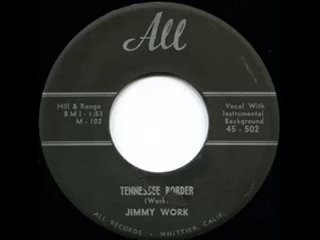 All
Hill & Range
BMI - 1:53
M - 102
Vocal With
Instrumental
Background
45 - 502
TENNESSEE BORDER
(Work)
JIMMY WORK
ALL RECORDS - WHITTIER, CALIF.